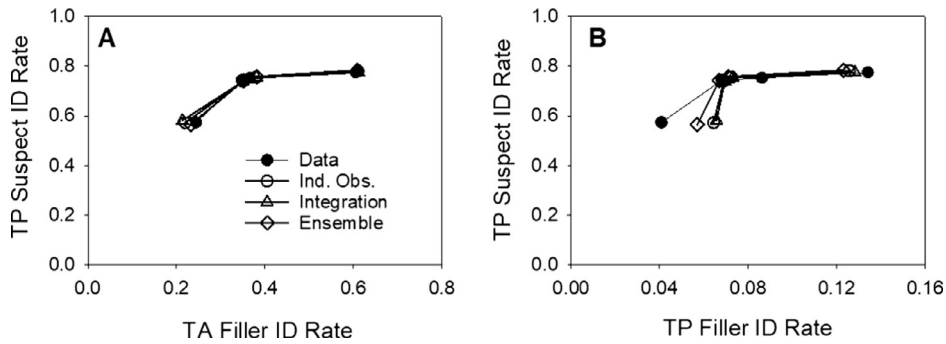 A
TP Suspect ID Rate
1.0
0.8
0.6
0.4
0.2
0.0
Data
Ind. Obs.
Integration
Ensemble
0.0 0.2 0.4 0.6 0.8
TA Filler ID Rate
B
TP Suspect ID Rate
1.0
0.8
0.6
0.4
0.2
0.0
0.00 0.04 0.08 0.12 0.16
TP Filler ID Rate